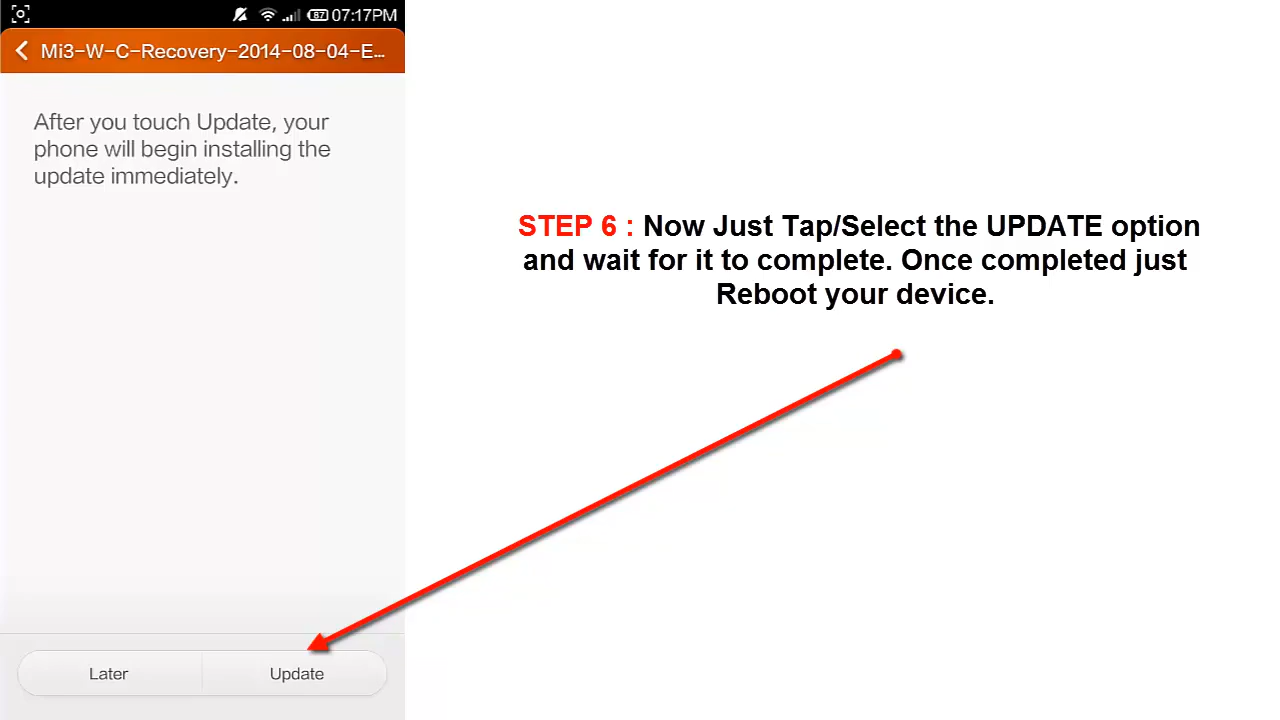 87 07:17PM
Mi3-W-C-Recovery-2014-08-04-E...
After you touch Update, your
phone will begin installing the
update immediately.
STEP 6 : Now Just Tap/Select the UPDATE option
and wait for it to complete. Once completed just
Reboot your device.
Later
Update